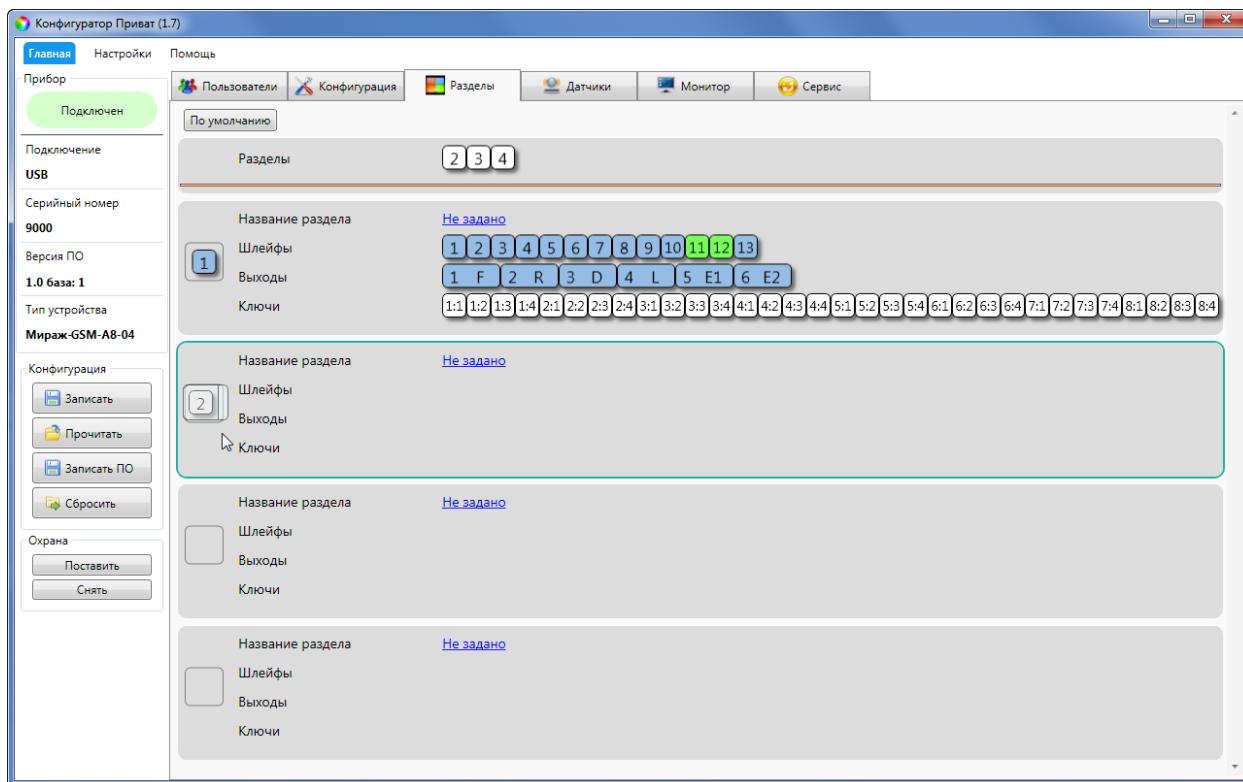 Конфигуратор Приват (1.7)
Главная Настройки Помощь
Прибор
Подключен
Подключение
USB
Серийный номер
9000
Версия ПО
1.0 база: 1
Тип устройства
Мираж-GSM-A8-04
Конфигурация
Записать
Прочитать
Записать ПО
Сбросить
Охрана
Поставить
Снять
Пользователи Конфигурация Разделы Датчики Монитор Сервис
По умолчанию
Разделы 2 3 4
1
Название раздела Не задано
Шлейфы 1 2 3 4 5 6 7 8 9 10 11 12 13
Выходы 1 F 2 R 3 D 4 L 5 E1 6 E2
Ключи 1:1 1:2 1:3 1:4 2:1 2:2 2:3 2:4 3:1 3:2 3:3 3:4 4:1 4:2 4:3 4:4 5:1 5:2 5:3 5:4 6:1 6:2 6:3 6:4 7:1 7:2 7:3 7:4 8:1 8:2 8:3 8:4
2
Название раздела Не задано
Шлейфы
Выходы
Ключи
Название раздела Не задано
Шлейфы
Выходы
Ключи
Название раздела Не задано
Шлейфы
Выходы
Ключи